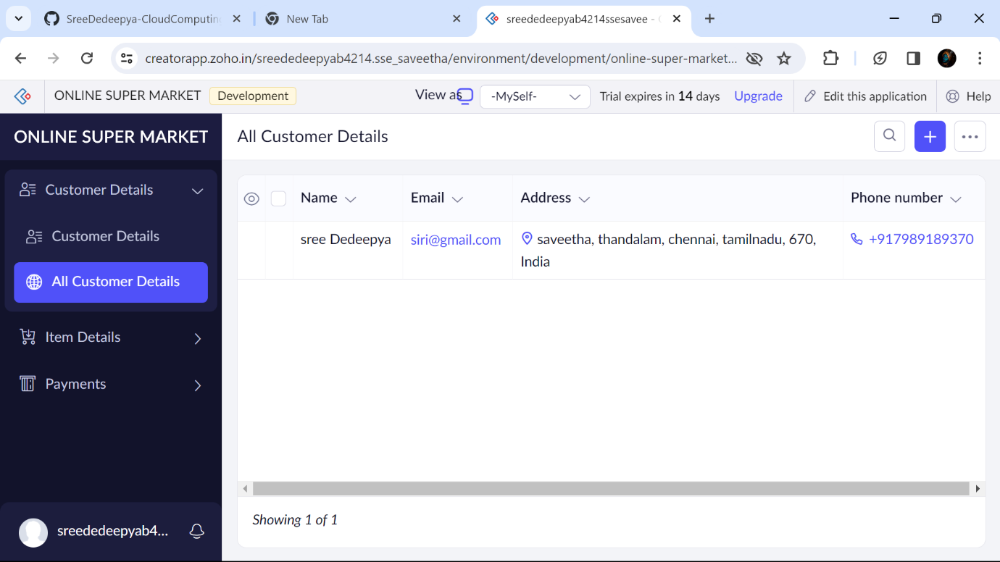 SreeDedeepya-CloudComputin
New Tab
sreededeepyab4214ssesavee -
creatorapp.zoho.in/sreededeepyab4214.sse_saveetha/environment/development/online-super-market...
ONLINE SUPER MARKET
Development
View as
-MySelf-
Trial expires in 14 days
Upgrade
Edit this application
Help
ONLINE SUPER MARKET
All Customer Details
Customer Details
Customer Details
All Customer Details
Item Details
Payments
Name
Email
Address
Phone number
sree Dedeepya
siri@gmail.com
saveetha, thandalam, chennai, tamilnadu, 670,
India
+917989189370
Showing 1 of 1
sreededeepyab4...